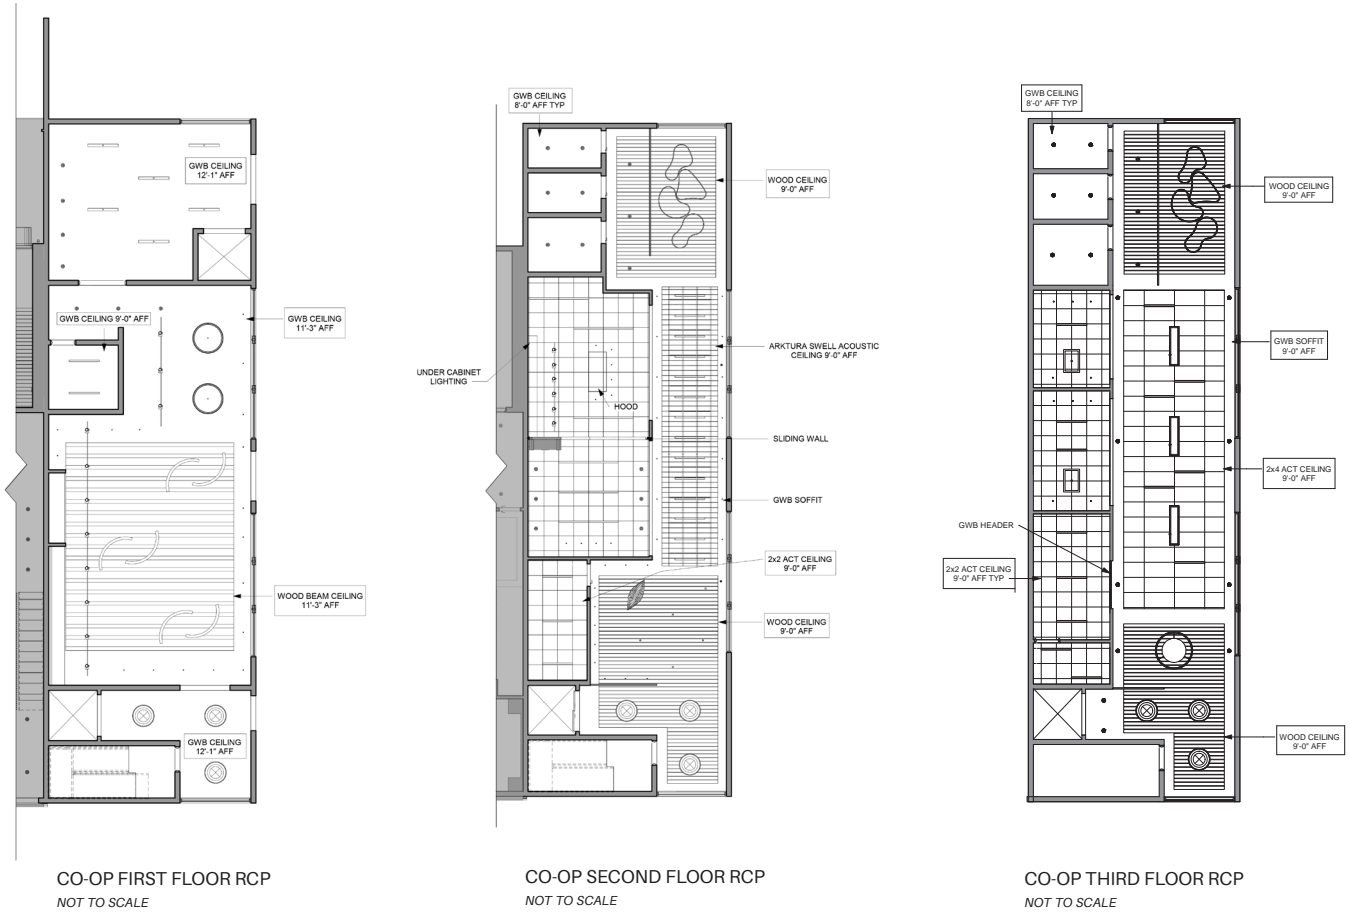 GWB CEILING
12'-1" AFF
GWB CEILING 9'-0" AFF
GWB CEILING
11'-3" AFF
WOOD BEAM CEILING
11'-3" AFF
GWB CEILING
12'-1" AFF
CO-OP FIRST FLOOR RCP
NOT TO SCALE
GWB CEILING
8'-0" AFF TYP
WOOD CEILING
9'-0" AFF
ARKTURA SWELL ACOUSTIC
CEILING 9'-0" AFF
UNDER CABINET
LIGHTING
HOOD
SLIDING WALL
GWB SOFFIT
2x2 ACT CEILING
9'-0" AFF
WOOD CEILING
9'-0" AFF
CO-OP SECOND FLOOR RCP
NOT TO SCALE
GWB CEILING
8'-0" AFF TYP
WOOD CEILING
9'-0" AFF
GWB SOFFIT
9'-0" AFF
2x4 ACT CEILING
9'-0" AFF
GWB HEADER
2x2 ACT CEILING
9'-0" AFF TYP
WOOD CEILING
9'-0" AFF
CO-OP THIRD FLOOR RCP
NOT TO SCALE